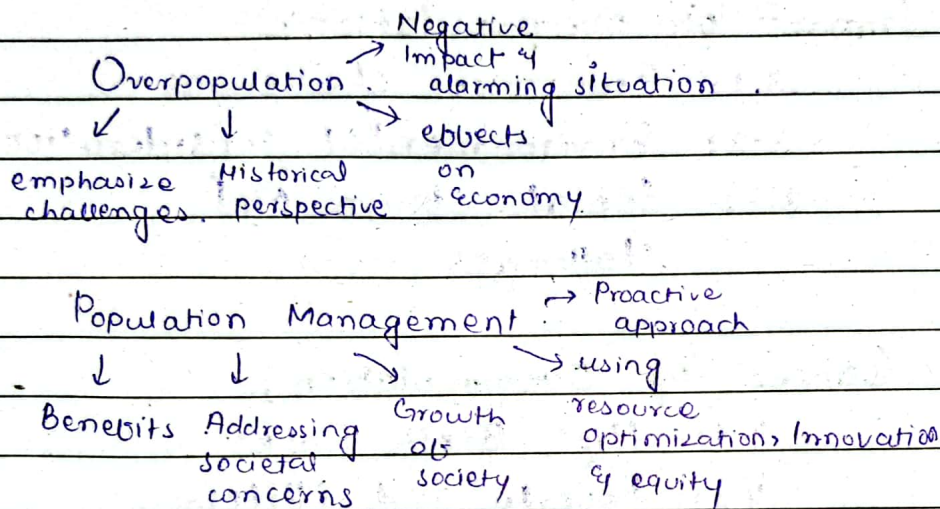 Negative
Overpopulation. → Impact &
alarming situation.
↙ ↓ ↘ effects
emphasize Historical on
challenges. perspective Economy.
Population Management. → Proactive
approach
↓ ↓ ↘ ↘ using
Benefits Addressing Growth resource
societal of optimization, Innovation
concerns society. & equity